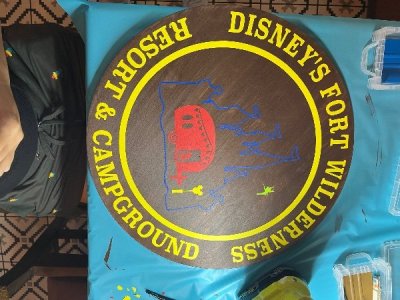 DISNEY'S FORT WILDERNESS
RESORT & CAMPGROUND